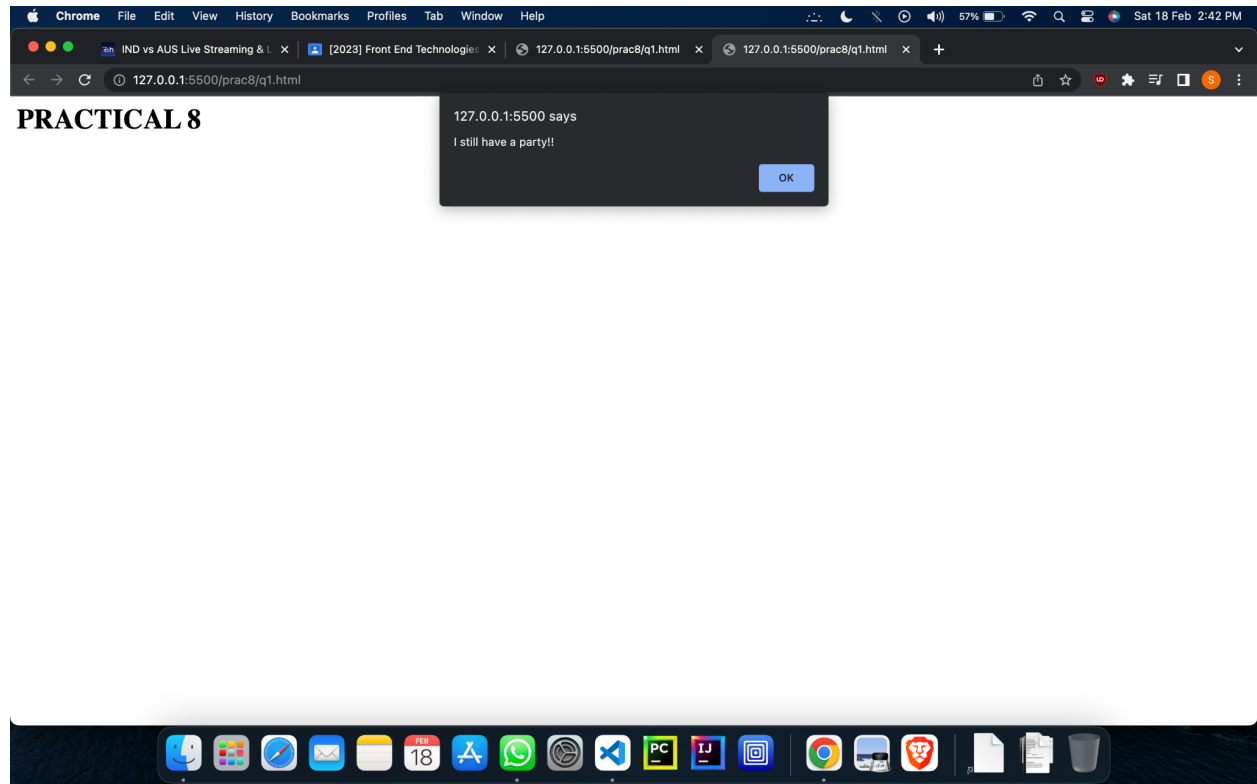 Chrome File Edit View History Bookmarks Profiles Tab Window Help 57% Sat 18 Feb 2:42 PM
IND vs AUS Live Streaming & L [2023] Front End Technologies 127.0.0.1:5500/prac8/q1.html 127.0.0.1:5500/prac8/q1.html
127.0.0.1:5500/prac8/q1.html S
PRACTICAL 8
127.0.0.1:5500 says
I still have a party!!
OK
FEB
18 PC IJ